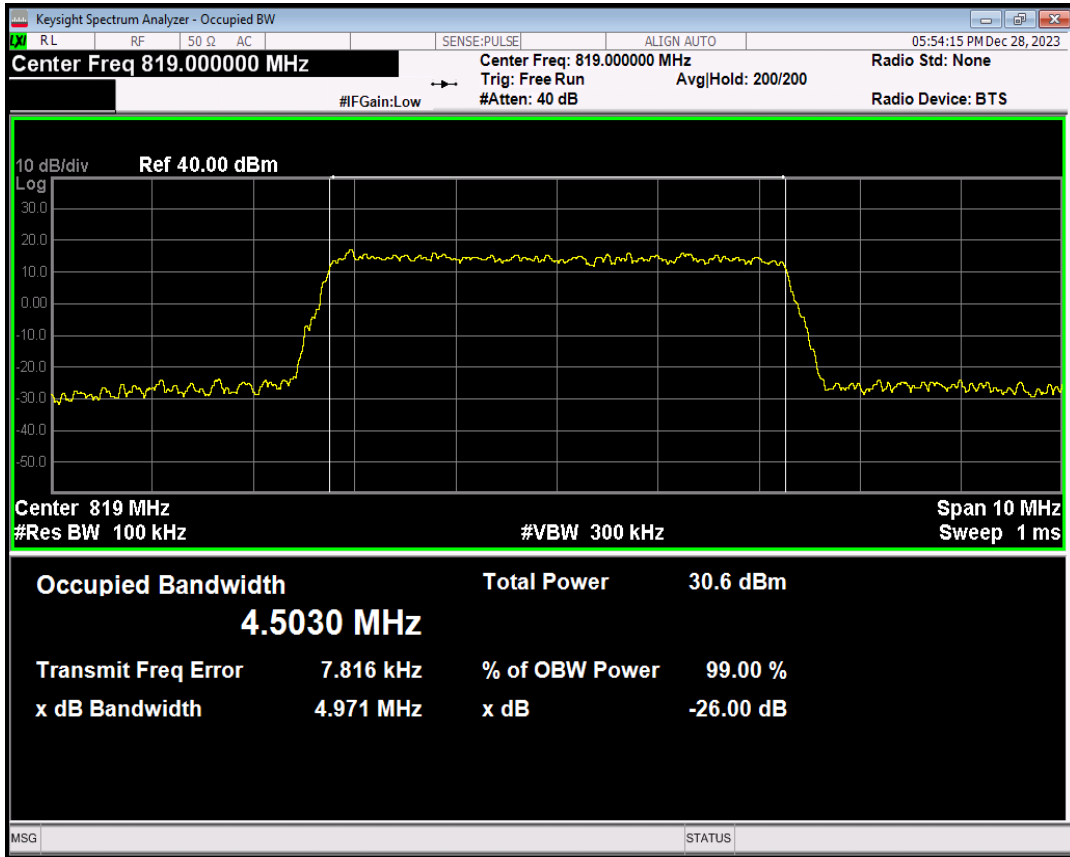 Keysight Spectrum Analyzer - Occupied BW
LXI RL RF 50 Ω AC SENSE:PULSE ALIGN AUTO 05:54:15 PM Dec 28, 2023
Center Freq 819.000000 MHz Center Freq: 819.000000 MHz Radio Std: None
Trig: Free Run Avg|Hold: 200/200
#IFGain:Low #Atten: 40 dB Radio Device: BTS
10 dB/div Ref 40.00 dBm
Log
30.0
20.0
10.0
0.00
-10.0
-20.0
-30.0
-40.0
-50.0
Center 819 MHz Span 10 MHz
#Res BW 100 kHz #VBW 300 kHz Sweep 1 ms
Occupied Bandwidth Total Power 30.6 dBm
4.5030 MHz
Transmit Freq Error 7.816 kHz % of OBW Power 99.00 %
x dB Bandwidth 4.971 MHz x dB -26.00 dB
MSG STATUS